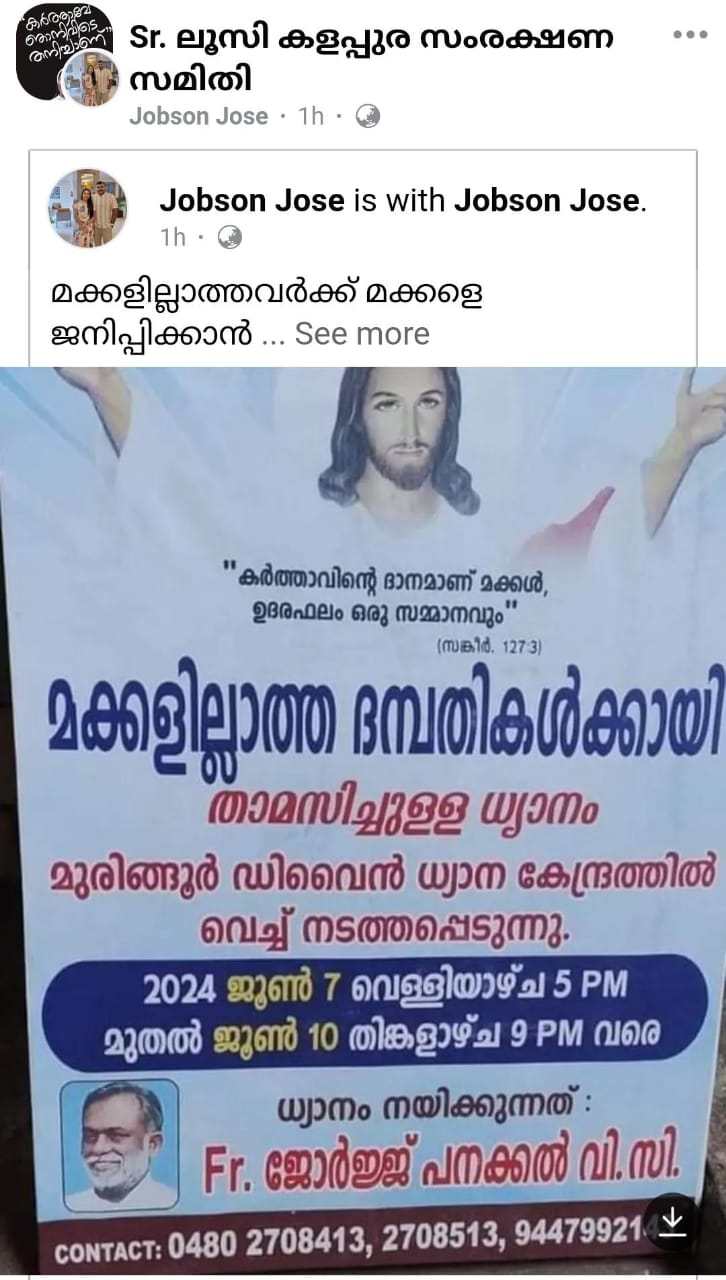 "കർത്താവേ
ഞാനിവിടെ
തനിച്ചാണ്"
Sr. ലൂസി കളപ്പുര സംരക്ഷണ
സമിതി
Jobson Jose · 1h ·
Jobson Jose is with Jobson Jose.
1h ·
മക്കളില്ലാത്തവർക്ക് മക്കളെ
ജനിപ്പിക്കാൻ ... See more
"കർത്താവിന്റെ ദാനമാണ് മക്കൾ,
ഉദരഫലം ഒരു സമ്മാനവും"
(സങ്കീർ. 127:3)
മക്കളില്ലാത്ത ദമ്പതികൾക്കായി
താമസിച്ചുള്ള ധ്യാനം
മുരിങ്ങൂർ ഡിവൈൻ ധ്യാന കേന്ദ്രത്തിൽ
വെച്ച് നടത്തപ്പെടുന്നു.
2024 ജൂൺ 7 വെള്ളിയാഴ്ച 5 PM
മുതൽ ജൂൺ 10 തിങ്കളാഴ്ച 9 PM വരെ
ധ്യാനം നയിക്കുന്നത് :
Fr. ജോർജ്ജ് പനക്കൽ വി.സി.
CONTACT: 0480 2708413, 2708513,